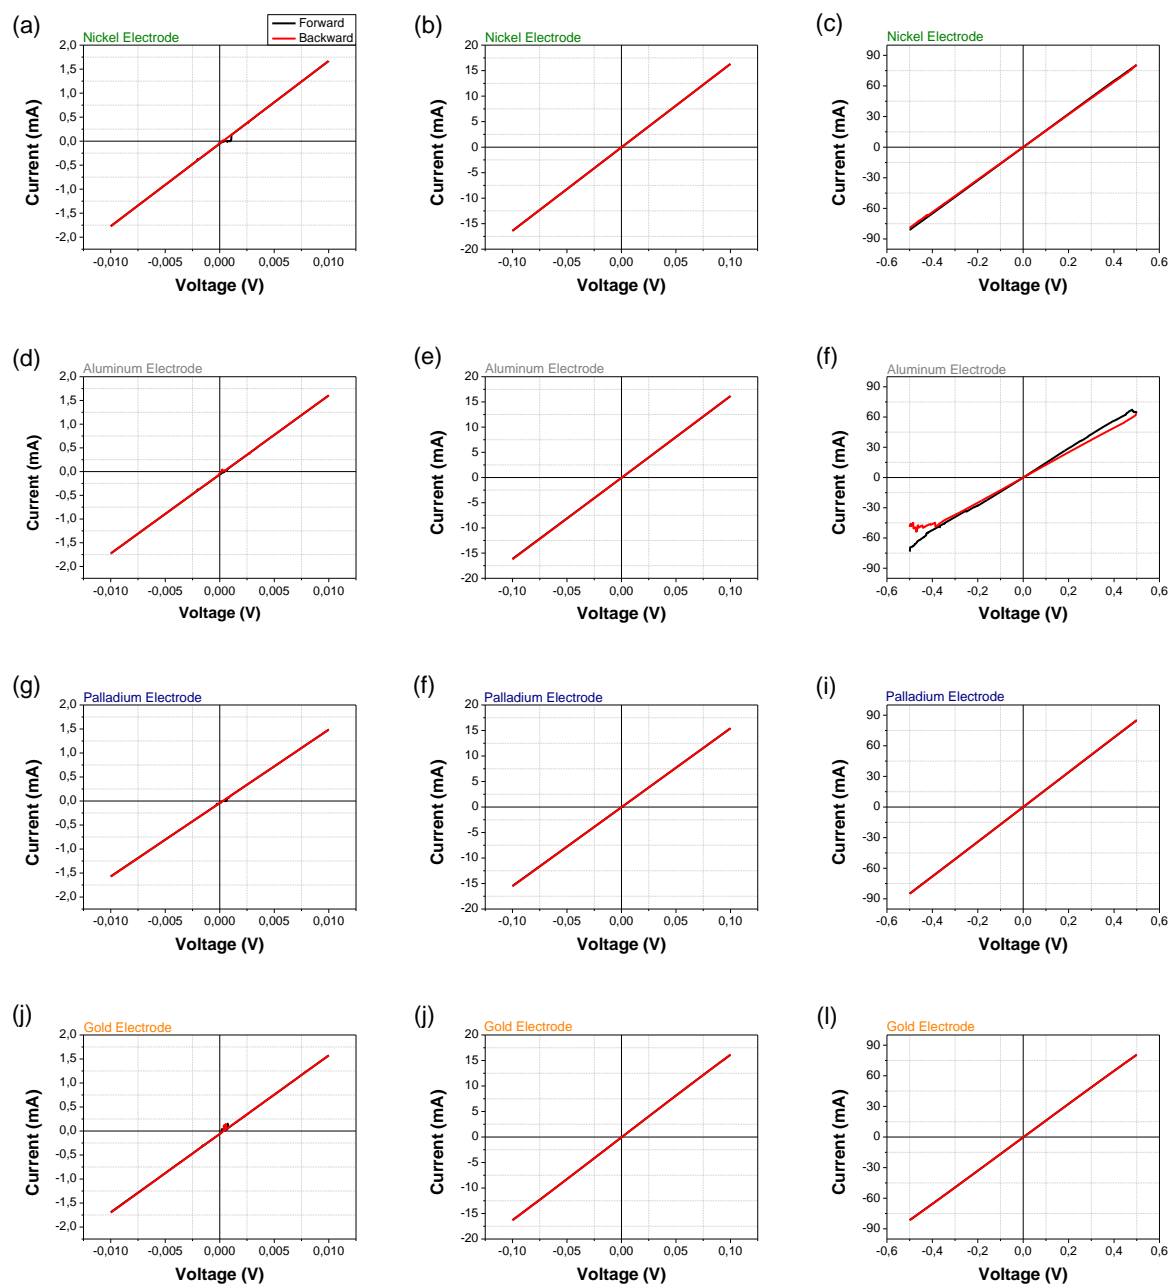 (a)
Nickel Electrode
Forward
Backward
2,0
1,5
1,0
0,5
0,0
-0,5
-1,0
-1,5
-2,0
Current (mA)
-0,010 -0,005 0,000 0,005 0,010
Voltage (V)
(b)
Nickel Electrode
20
15
10
5
0
-5
-10
-15
-20
Current (mA)
-0,10 -0,05 0,00 0,05 0,10
Voltage (V)
(c)
Nickel Electrode
90
60
30
0
-30
-60
-90
Current (mA)
-0.6 -0.4 -0.2 0.0 0.2 0.4 0.6
Voltage (V)
(d)
Aluminum Electrode
2,0
1,5
1,0
0,5
0,0
-0,5
-1,0
-1,5
-2,0
Current (mA)
-0,010 -0,005 0,000 0,005 0,010
Voltage (V)
(e)
Aluminum Electrode
20
15
10
5
0
-5
-10
-15
-20
Current (mA)
-0,10 -0,05 0,00 0,05 0,10
Voltage (V)
(f)
Aluminum Electrode
90
60
30
0
-30
-60
-90
Current (mA)
-0,6 -0,4 -0,2 0,0 0,2 0,4 0,6
Voltage (V)
(g)
Palladium Electrode
2,0
1,5
1,0
0,5
0,0
-0,5
-1,0
-1,5
-2,0
Current (mA)
-0,010 -0,005 0,000 0,005 0,010
Voltage (V)
(f)
Palladium Electrode
20
15
10
5
0
-5
-10
-15
-20
Current (mA)
-0,10 -0,05 0,00 0,05 0,10
Voltage (V)
(i)
Palladium Electrode
90
60
30
0
-30
-60
-90
Current (mA)
-0,6 -0,4 -0,2 0,0 0,2 0,4 0,6
Voltage (V)
(j)
Gold Electrode
2,0
1,5
1,0
0,5
0,0
-0,5
-1,0
-1,5
-2,0
Current (mA)
-0,010 -0,005 0,000 0,005 0,010
Voltage (V)
(j)
Gold Electrode
20
15
10
5
0
-5
-10
-15
-20
Current (mA)
-0,10 -0,05 0,00 0,05 0,10
Voltage (V)
(l)
Gold Electrode
90
60
30
0
-30
-60
-90
Current (mA)
-0,6 -0,4 -0,2 0,0 0,2 0,4 0,6
Voltage (V)